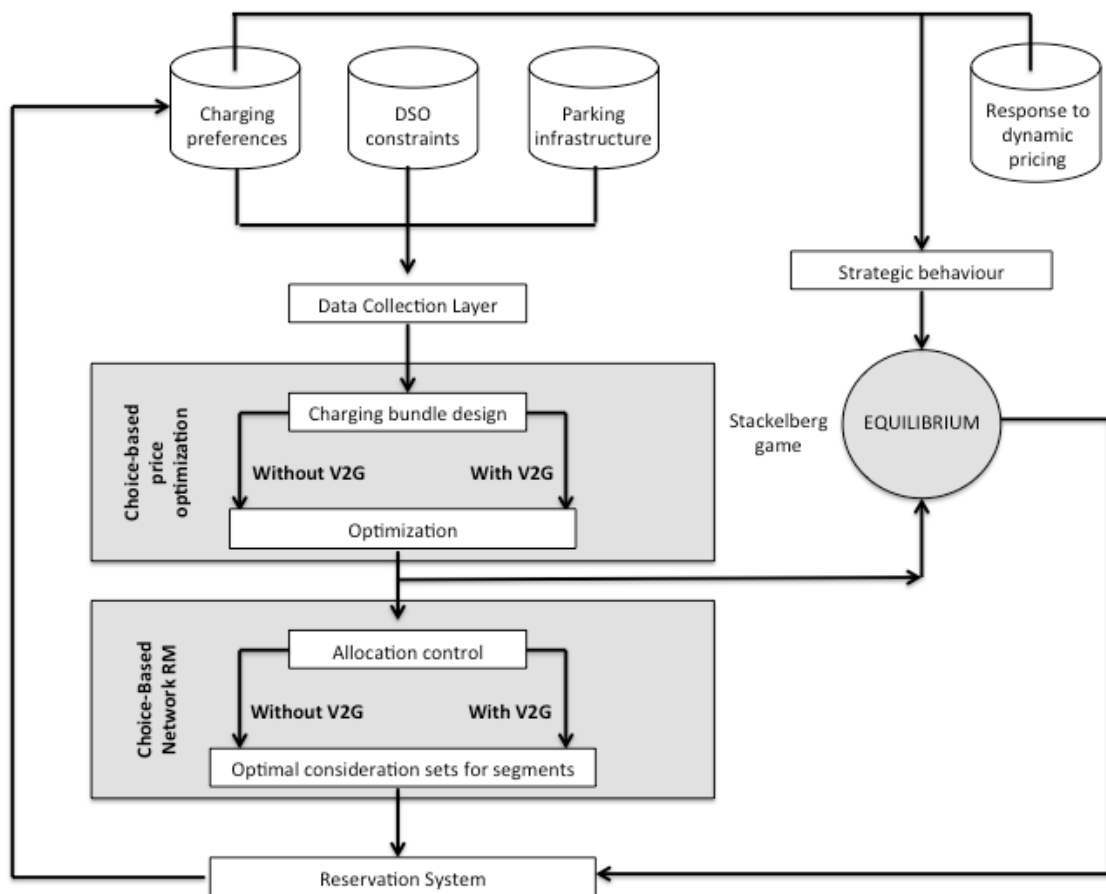 Charging
preferences
DSO
constraints
Parking
infrastructure
Response to
dynamic
pricing
Strategic behaviour
Data Collection Layer
Choice-based
price
optimization
Charging bundle design
Without V2G
With V2G
Optimization
Stackelberg
game
EQUILIBRIUM
Choice-Based
Network RM
Allocation control
Without V2G
With V2G
Optimal consideration sets for segments
Reservation System